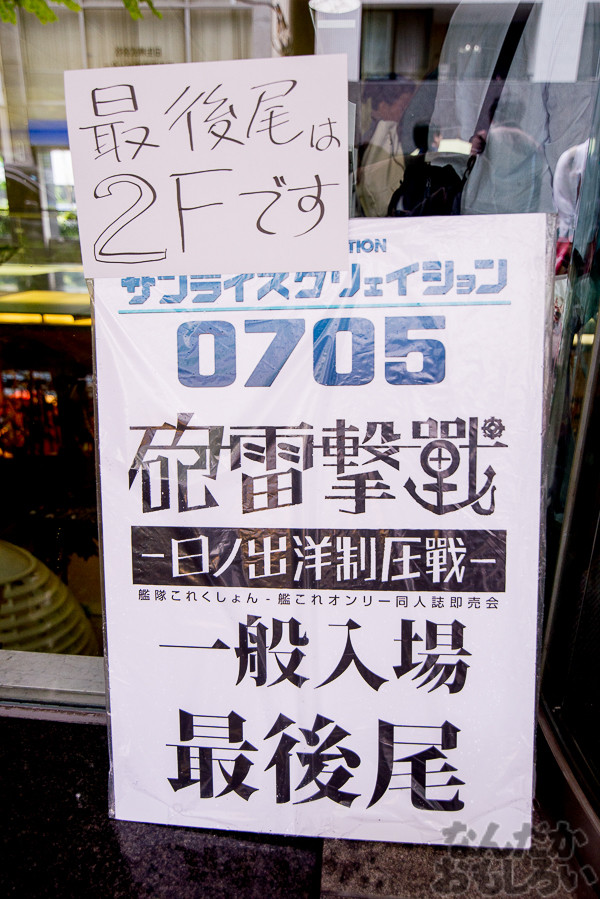 最後尾は
2Fです
TION
サンライズクリェイション
0705
砲雷撃戰
－日ノ出洋制圧戰－
艦隊これくしょん - 艦これオンリー同人誌即売会
一般入場
最後尾
なんだか
おもしろい